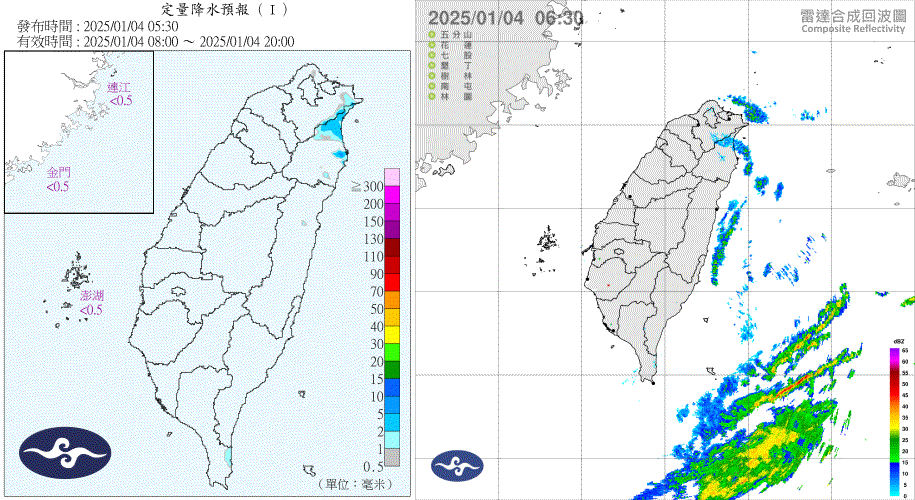 定量降水預報（Ｉ）
發布時間：2025/01/04 05:30
有效時間：2025/01/04 08:00 ～ 2025/01/04 20:00
連江
<0.5
金門
<0.5
澎湖
<0.5
≧
300
200
150
130
110
90
70
50
40
30
20
15
10
5
2
1
0.5
（單位：毫米）
2025/01/04 06:30
五分山
花蓮
七股
墾丁
樹林
南屯
林園
雷達合成回波圖
Composite Reflectivity
dBZ
65
60
55
50
45
40
35
30
25
20
15
10
5
0